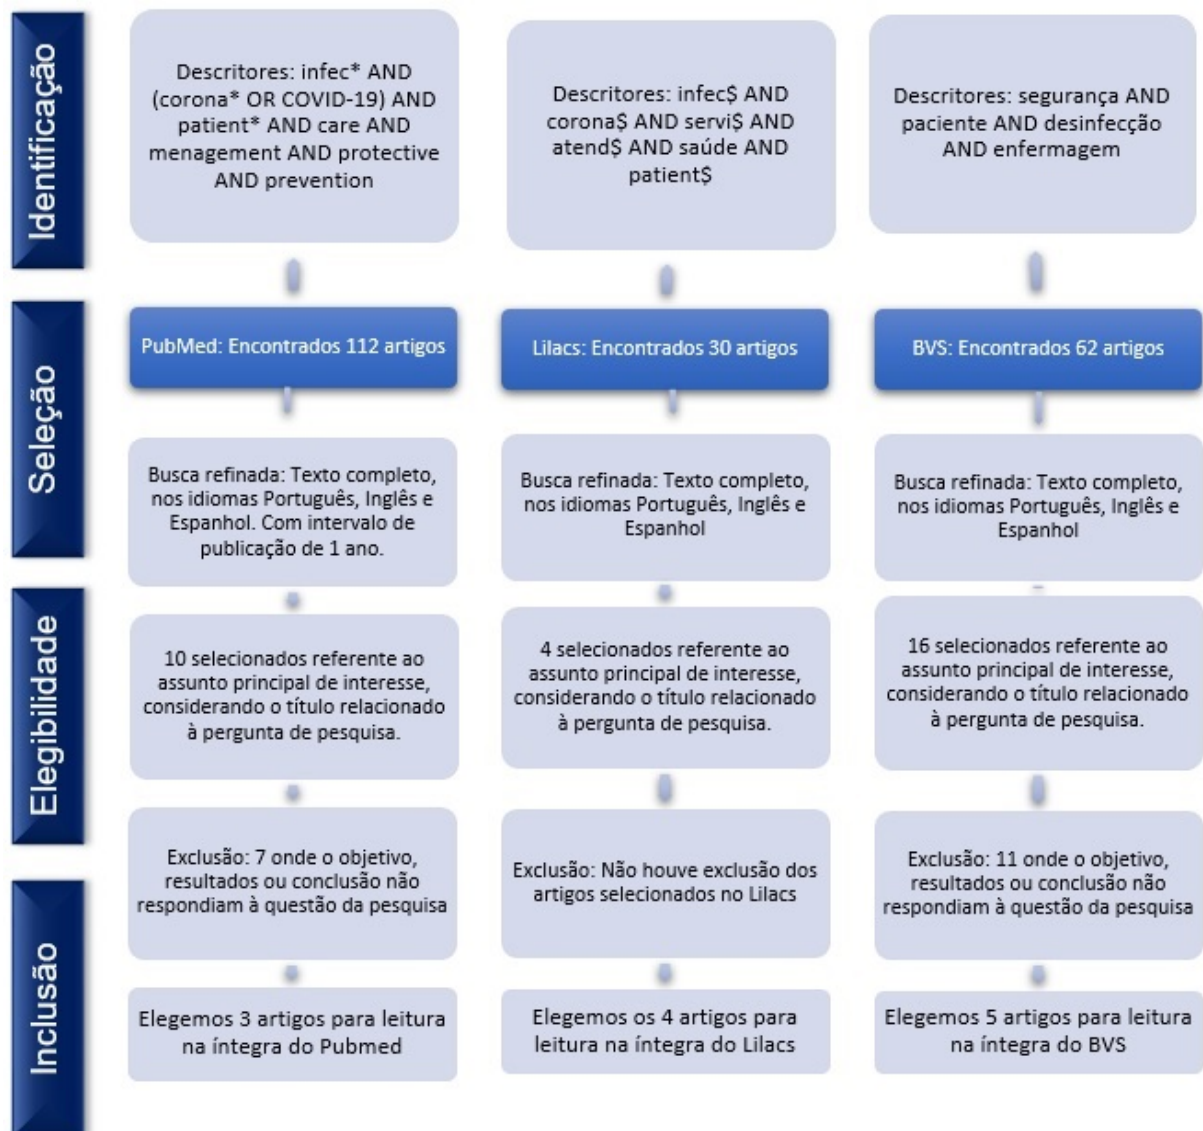 Identificação
Descritores: infec* AND
(corona* OR COVID-19) AND
patient* AND care AND
menagement AND protective
AND prevention
Descritores: infec$ AND
corona$ AND servi$ AND
atend$ AND saúde AND
patient$
Descritores: segurança AND
paciente AND desinfecção
AND enfermagem
Seleção
PubMed: Encontrados 112 artigos
Lilacs: Encontrados 30 artigos
BVS: Encontrados 62 artigos
Busca refinada: Texto completo,
nos idiomas Português, Inglês e
Espanhol. Com intervalo de
publicação de 1 ano.
Busca refinada: Texto completo,
nos idiomas Português, Inglês e
Espanhol
Busca refinada: Texto completo,
nos idiomas Português, Inglês e
Espanhol
Elegibilidade
10 selecionados referente ao
assunto principal de interesse,
considerando o título relacionado
à pergunta de pesquisa.
4 selecionados referente ao
assunto principal de interesse,
considerando o título relacionado
à pergunta de pesquisa.
16 selecionados referente ao
assunto principal de interesse,
considerando o título relacionado
à pergunta de pesquisa.
Exclusão: 7 onde o objetivo,
resultados ou conclusão não
respondiam à questão da pesquisa
Exclusão: Não houve exclusão dos
artigos selecionados no Lilacs
Exclusão: 11 onde o objetivo,
resultados ou conclusão não
respondiam à questão da pesquisa
Inclusão
Elegemos 3 artigos para leitura
na íntegra do Pubmed
Elegemos os 4 artigos para
leitura na íntegra do Lilacs
Elegemos 5 artigos para leitura
na íntegra do BVS